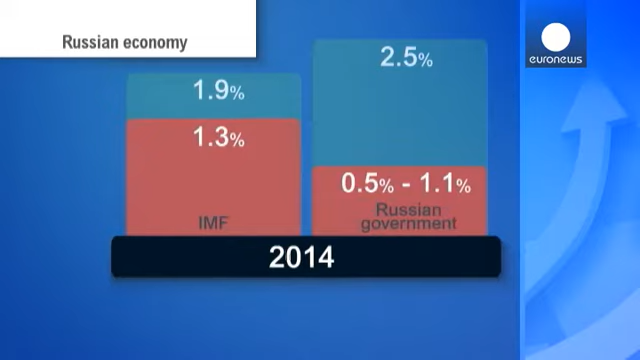 Russian economy
euronews
1.9%
2.5%
1.3%
0.5% - 1.1%
IMF
Russian
government
2014